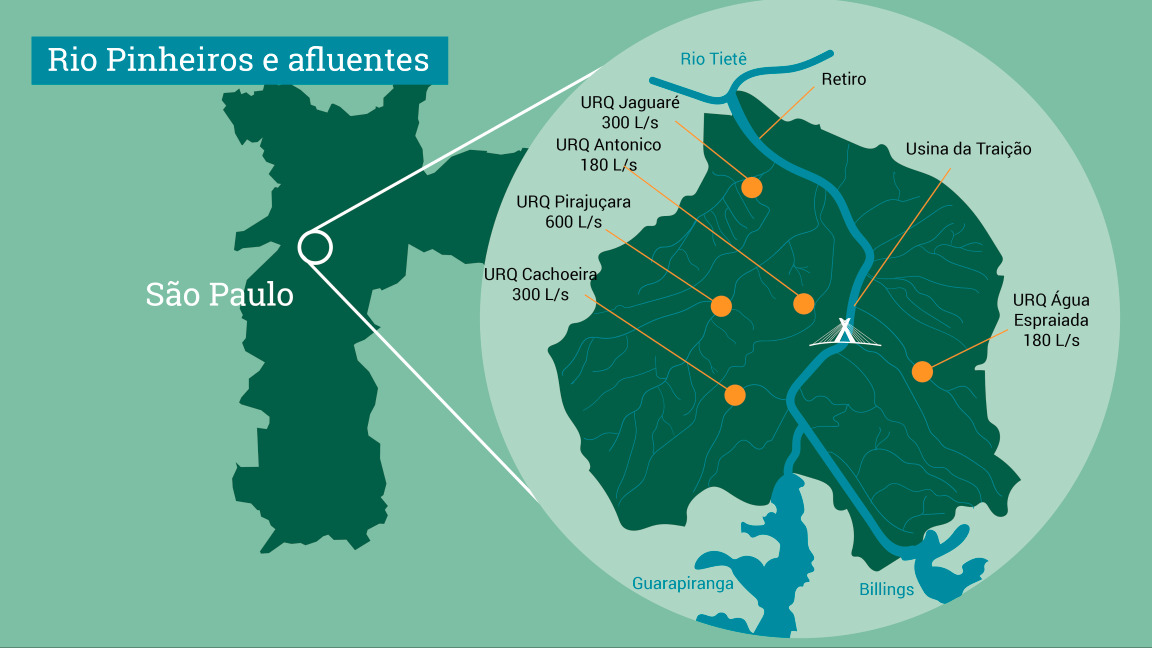 Rio Pinheiros e afluentes
Rio Tietê
Retiro
URQ Jaguaré
300 L/s
URQ Antonico
180 L/s
Usina da Traição
URQ Pirajuçara
600 L/s
URQ Cachoeira
300 L/s
São Paulo
URQ Água
Espraiada
180 L/s
Guarapiranga
Billings